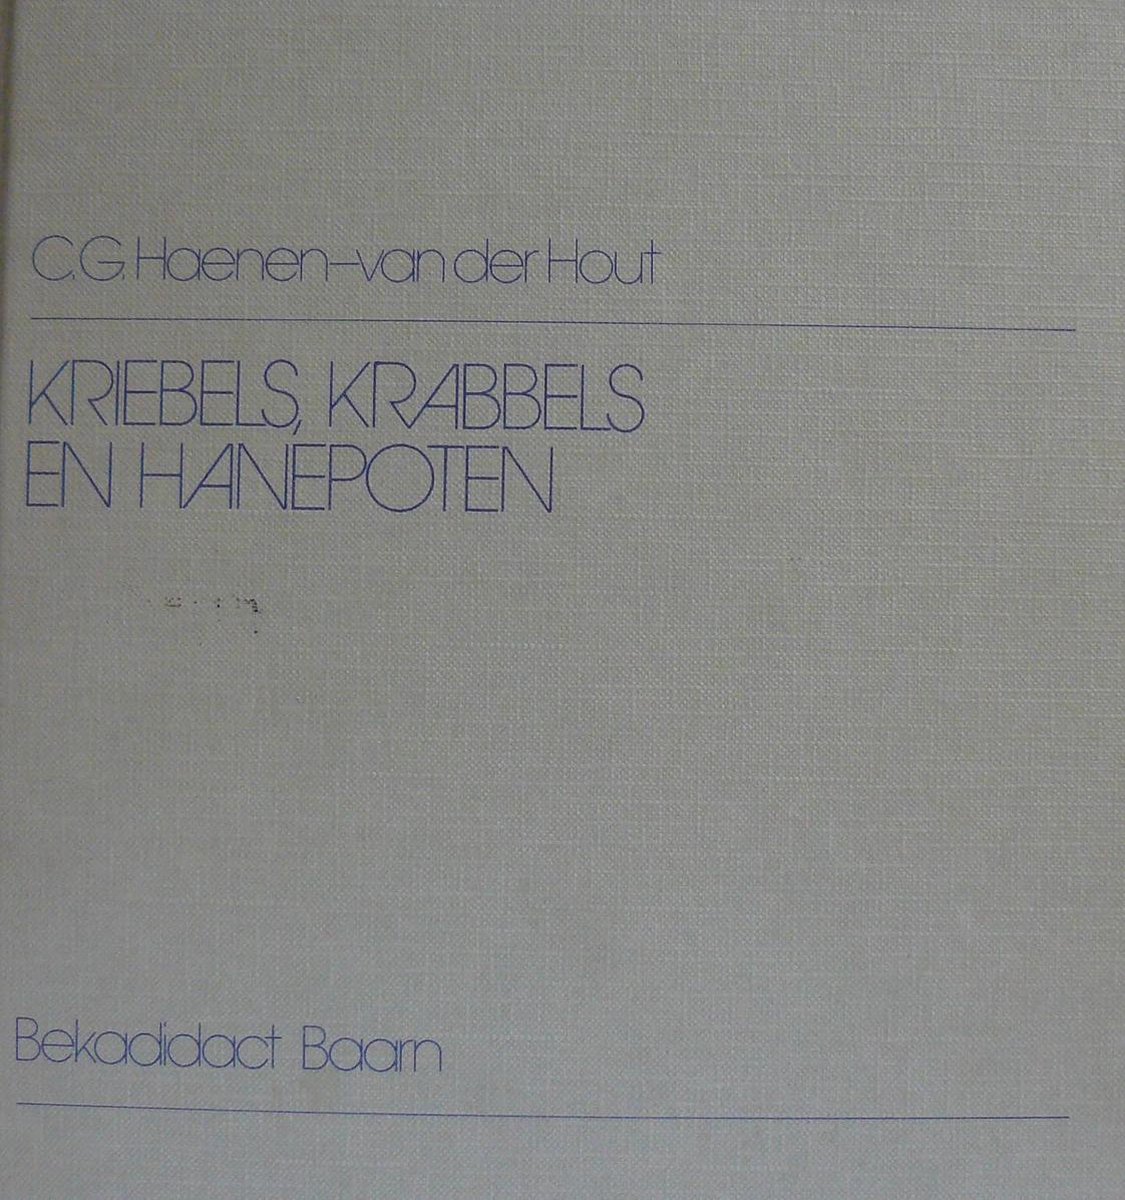 C.G. Haenen-van der Hout
KRIEBELS, KRABBELS
EN HANEPOTEN
Bekadidact Baarn